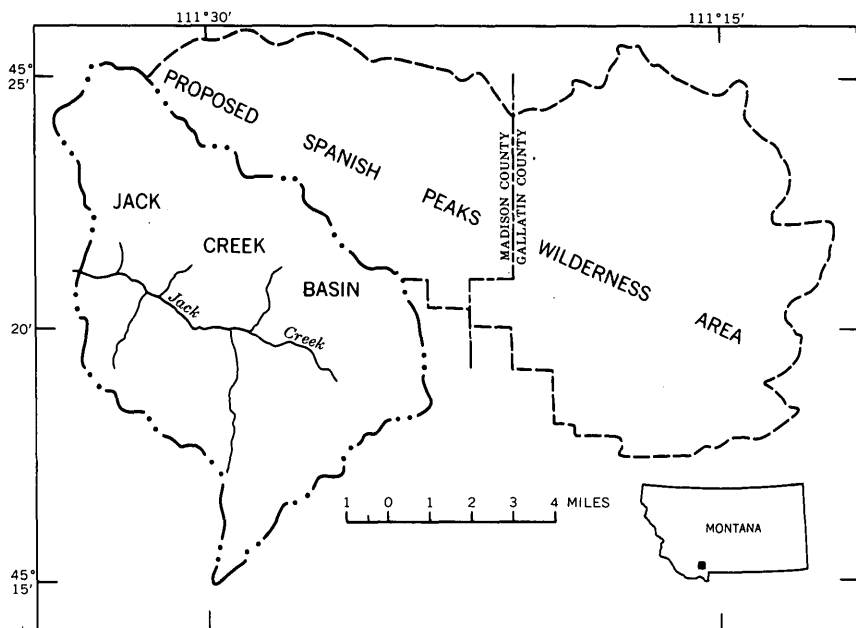 111°30'
111°15'
45°
25'
PROPOSED
SPANISH
PEAKS
WILDERNESS
AREA
MADISON COUNTY
GALLATIN COUNTY
JACK
CREEK
BASIN
Jack
Creek
20'
1 0 1 2 3 4 MILES
MONTANA
45°
15'